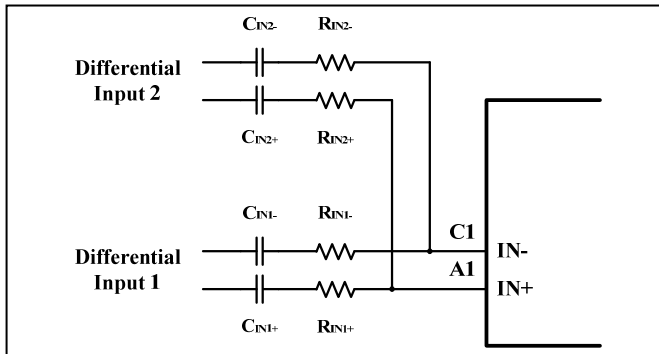 CIN2- RIN2-
Differential
Input 2
CIN2+ RIN2+
CIN1- RIN1-
C1
IN-
Differential
Input 1
A1
IN+
CIN1+ RIN1+